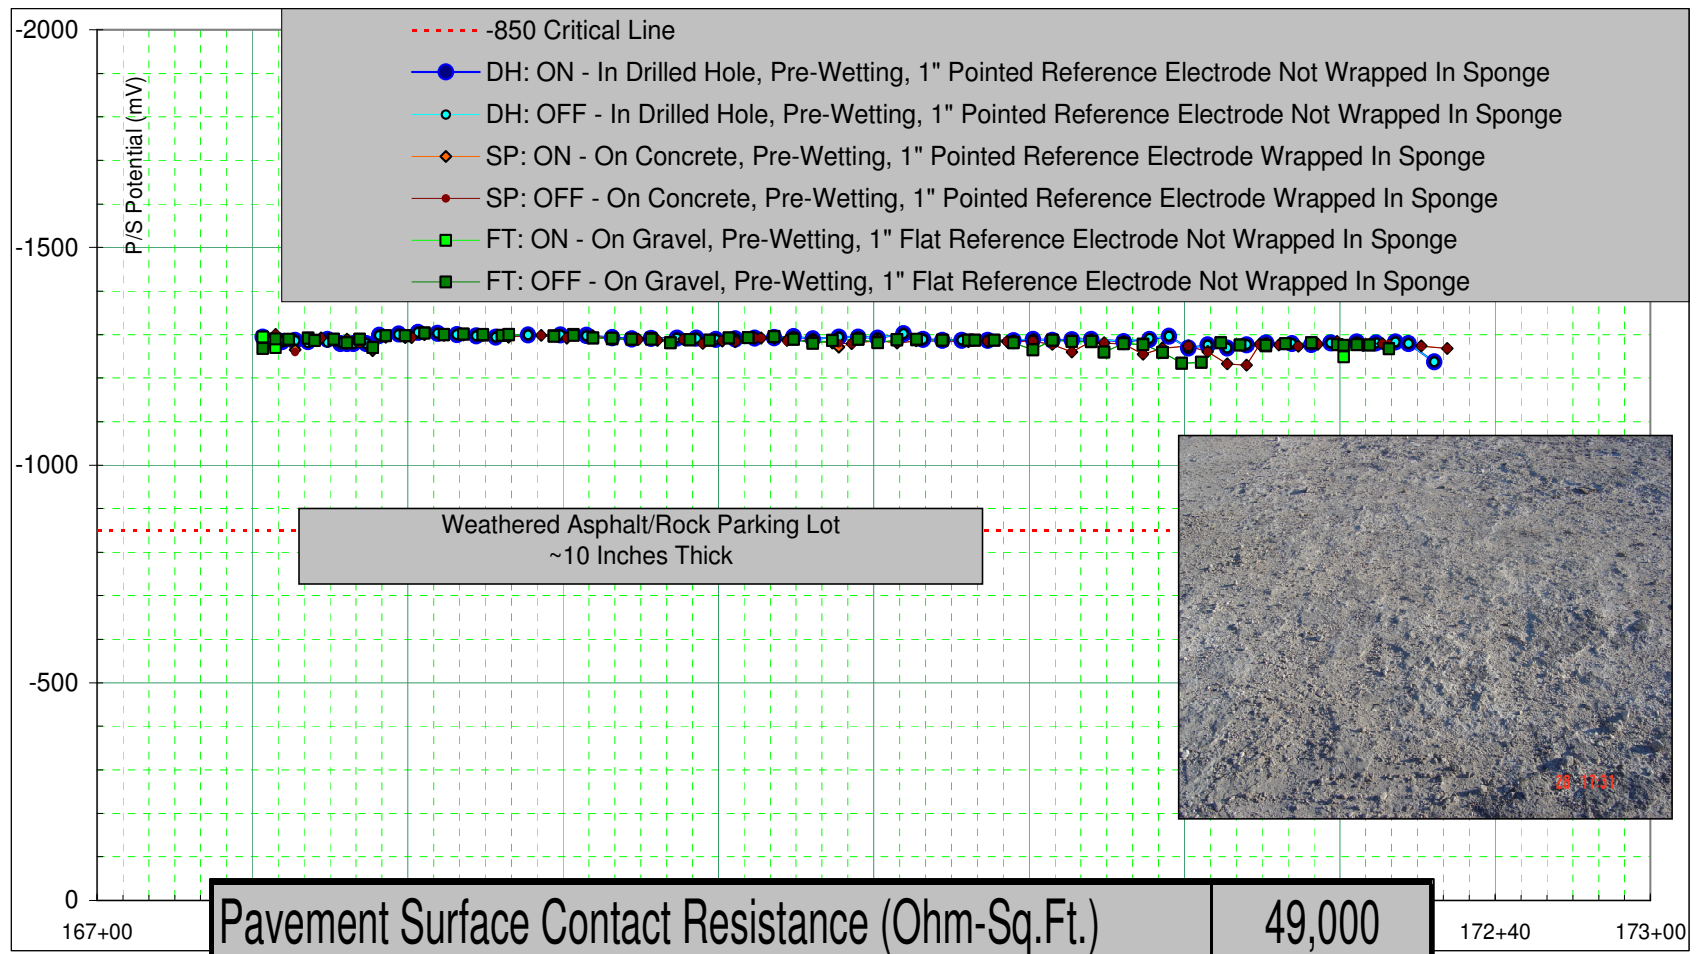 -2000
-1500
-1000
-500
0
P/S Potential (mV)
-850 Critical Line
DH: ON - In Drilled Hole, Pre-Wetting, 1" Pointed Reference Electrode Not Wrapped In Sponge
DH: OFF - In Drilled Hole, Pre-Wetting, 1" Pointed Reference Electrode Not Wrapped In Sponge
SP: ON - On Concrete, Pre-Wetting, 1" Pointed Reference Electrode Wrapped In Sponge
SP: OFF - On Concrete, Pre-Wetting, 1" Pointed Reference Electrode Wrapped In Sponge
FT: ON - On Gravel, Pre-Wetting, 1" Flat Reference Electrode Not Wrapped In Sponge
FT: OFF - On Gravel, Pre-Wetting, 1" Flat Reference Electrode Not Wrapped In Sponge
Weathered Asphalt/Rock Parking Lot
~10 Inches Thick
28 17:31
167+00
172+40
173+00
Pavement Surface Contact Resistance (Ohm-Sq.Ft.) 49,000